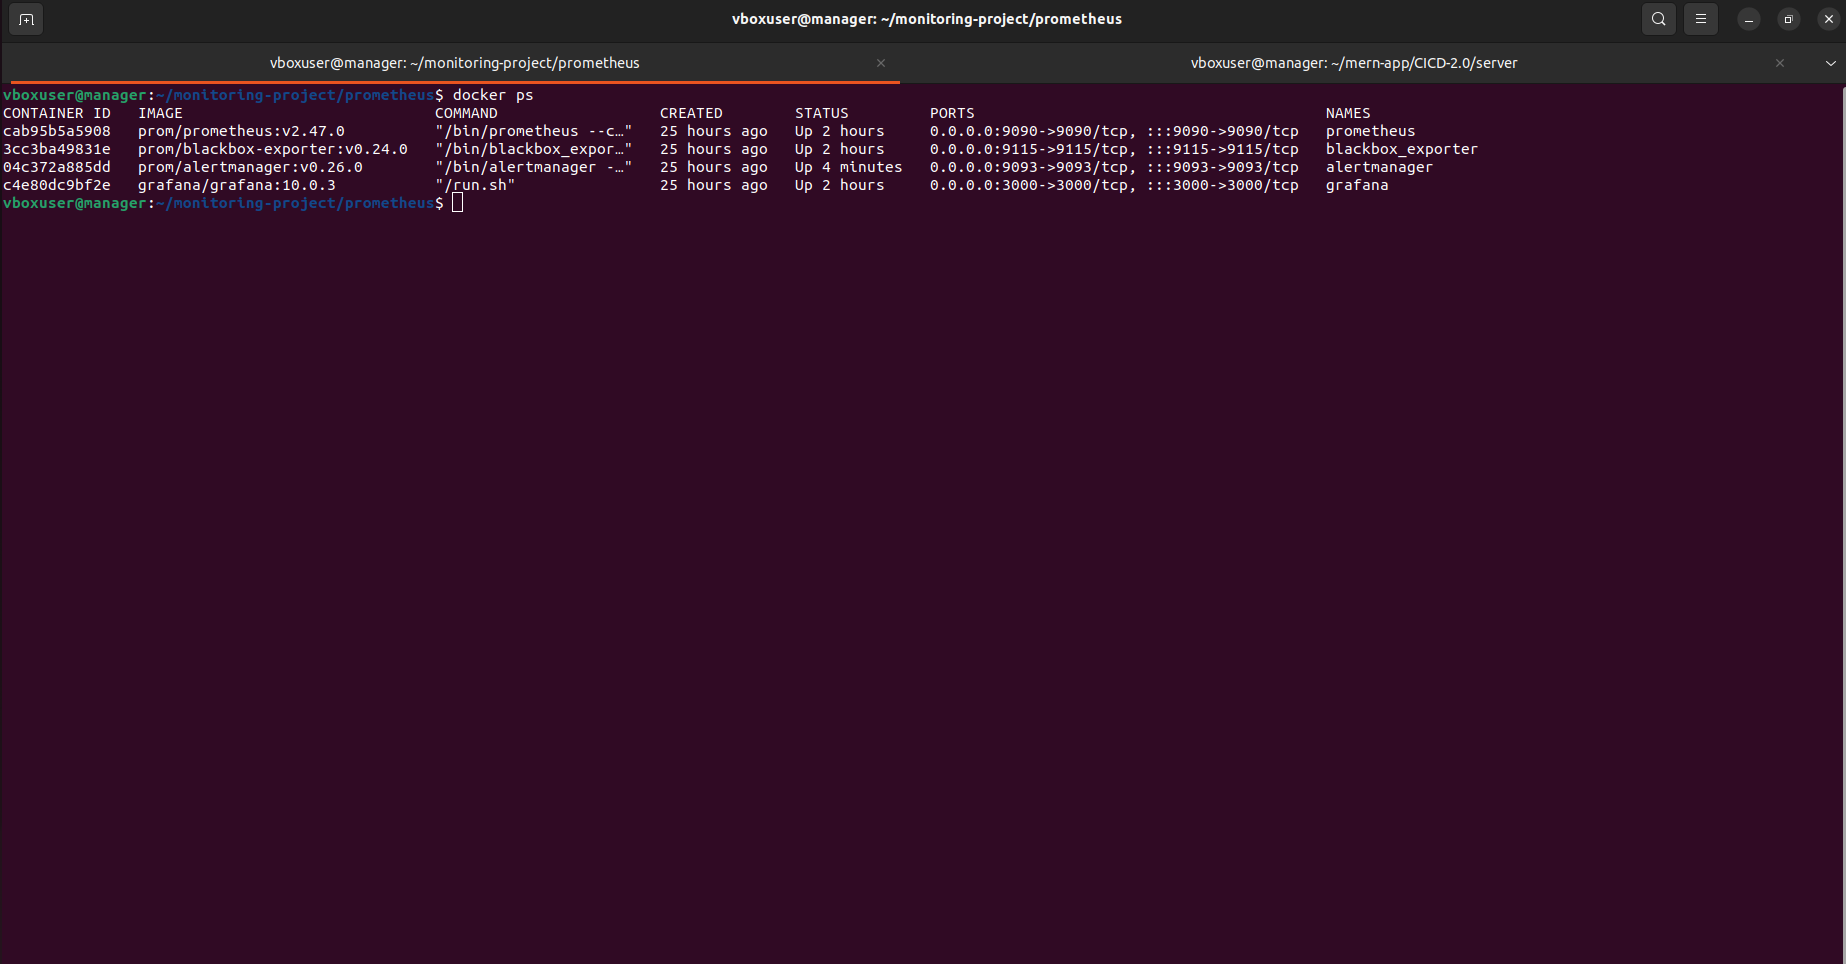 vboxuser@manager: ~/monitoring-project/prometheus
vboxuser@manager: ~/monitoring-project/prometheus
vboxuser@manager: ~/mern-app/CICD-2.0/server
vboxuser@manager:~/monitoring-project/prometheus$ docker ps
CONTAINER ID   IMAGE                            COMMAND                  CREATED        STATUS         PORTS                                       NAMES
cab95b5a5908   prom/prometheus:v2.47.0          "/bin/prometheus --c…"   25 hours ago   Up 2 hours     0.0.0.0:9090->9090/tcp, :::9090->9090/tcp   prometheus
3cc3ba49831e   prom/blackbox-exporter:v0.24.0   "/bin/blackbox_expor…"   25 hours ago   Up 2 hours     0.0.0.0:9115->9115/tcp, :::9115->9115/tcp   blackbox_exporter
04c372a885dd   prom/alertmanager:v0.26.0        "/bin/alertmanager -…"   25 hours ago   Up 4 minutes   0.0.0.0:9093->9093/tcp, :::9093->9093/tcp   alertmanager
c4e80dc9bf2e   grafana/grafana:10.0.3           "/run.sh"                25 hours ago   Up 2 hours     0.0.0.0:3000->3000/tcp, :::3000->3000/tcp   grafana
vboxuser@manager:~/monitoring-project/prometheus$